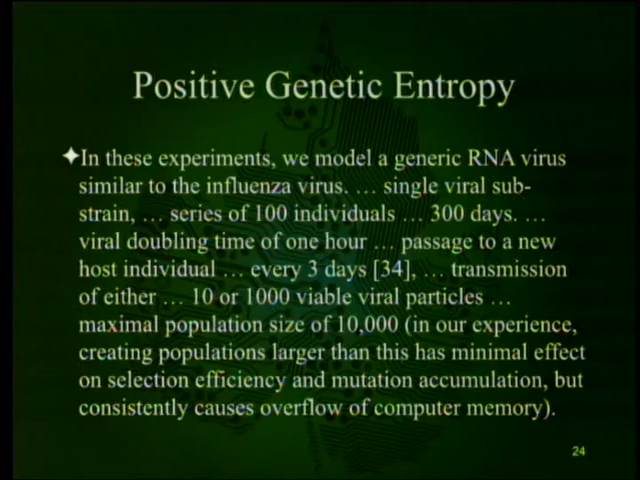 Positive Genetic Entropy
✦In these experiments, we model a generic RNA virus
similar to the influenza virus. … single viral sub-
strain, … series of 100 individuals … 300 days. …
viral doubling time of one hour … passage to a new
host individual … every 3 days [34], … transmission
of either … 10 or 1000 viable viral particles …
maximal population size of 10,000 (in our experience,
creating populations larger than this has minimal effect
on selection efficiency and mutation accumulation, but
consistently causes overflow of computer memory).
24